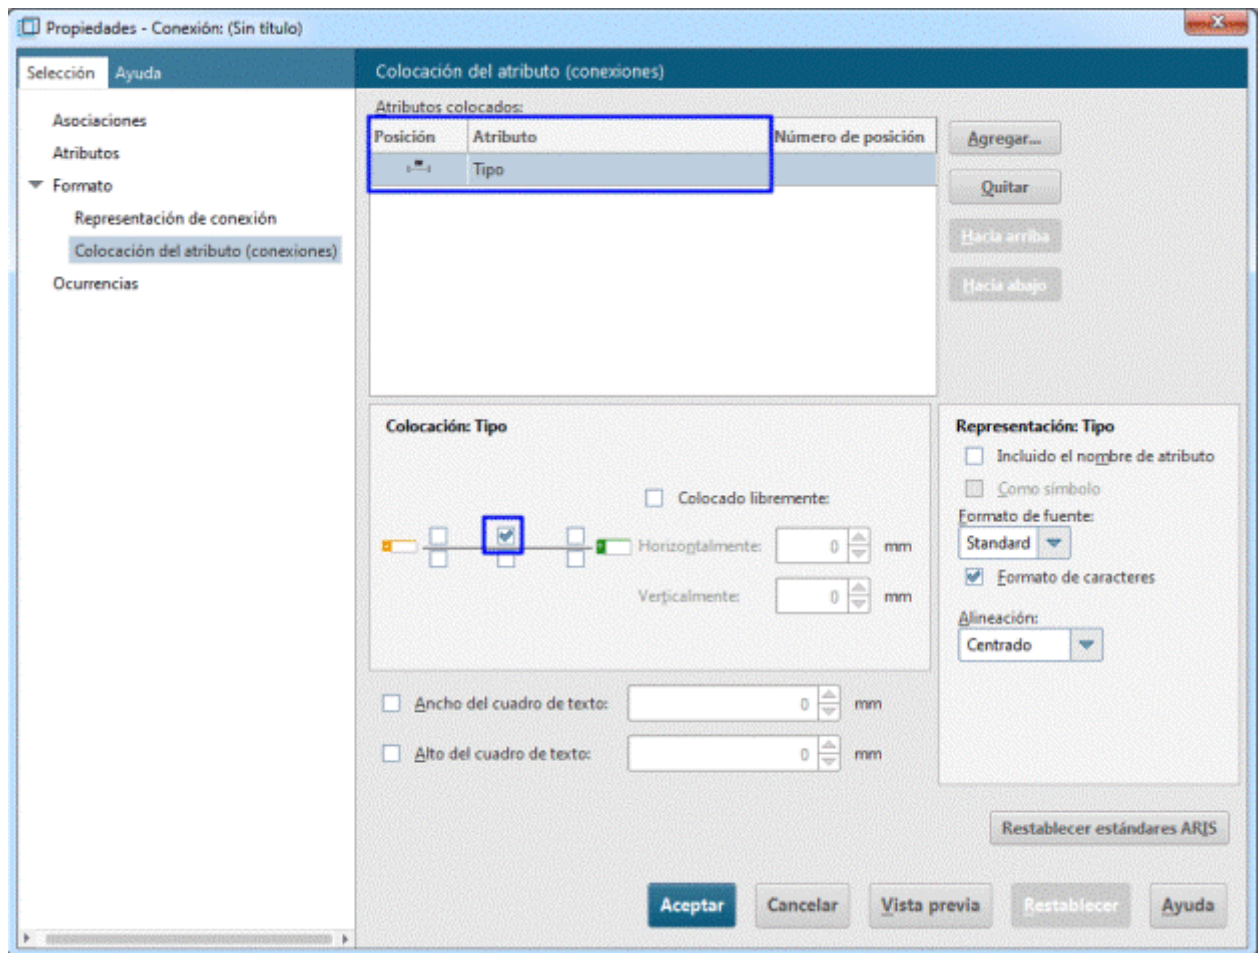 Propiedades - Conexión: (Sin título)
Selección Ayuda
Colocación del atributo (conexiones)
Asociaciones
Atributos
Formato
Representación de conexión
Colocación del atributo (conexiones)
Ocurrencias
Atributos colocados:
Posición Atributo Número de posición
Tipo
Agregar...
Quitar
Hacia arriba
Hacia abajo
Colocación: Tipo
Colocado libremente:
Horizontalmente: 0 mm
Verticalmente: 0 mm
Representación: Tipo
Incluido el nombre de atributo
Como símbolo
Formato de fuente:
Standard
Formato de caracteres
Alineación:
Centrado
Ancho del cuadro de texto: 0 mm
Alto del cuadro de texto: 0 mm
Restablecer estándares ARIS
Aceptar Cancelar Vista previa Restablecer Ayuda